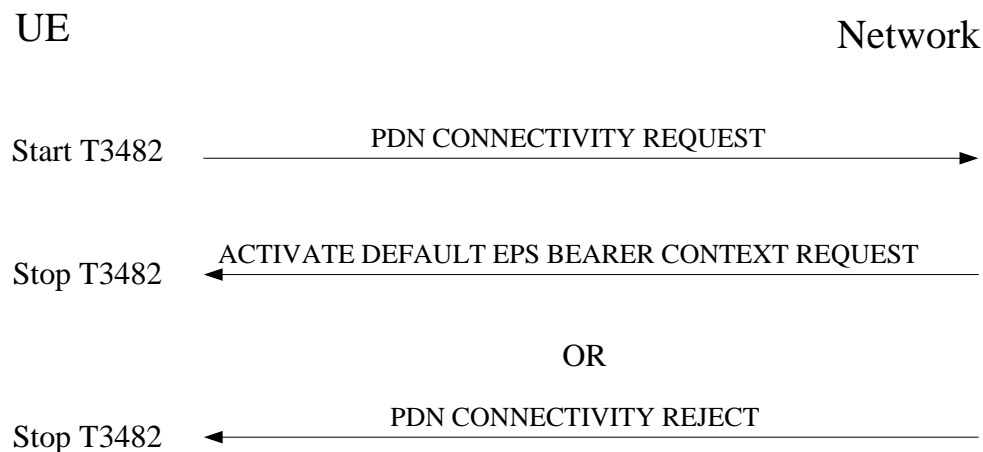 UE
Network
Start T3482
PDN CONNECTIVITY REQUEST
Stop T3482
ACTIVATE DEFAULT EPS BEARER CONTEXT REQUEST
OR
Stop T3482
PDN CONNECTIVITY REJECT